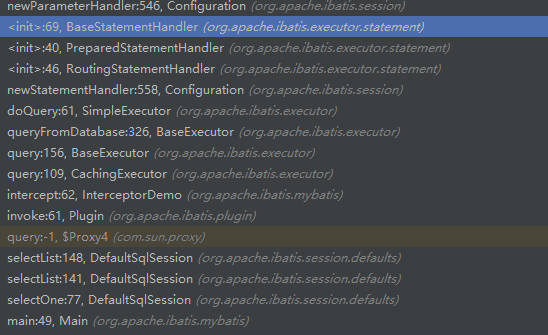 newParameterHandler:546, Configuration (org.apache.ibatis.session)
<init>:69, BaseStatementHandler (org.apache.ibatis.executor.statement)
<init>:40, PreparedStatementHandler (org.apache.ibatis.executor.statement)
<init>:46, RoutingStatementHandler (org.apache.ibatis.executor.statement)
newStatementHandler:558, Configuration (org.apache.ibatis.session)
doQuery:61, SimpleExecutor (org.apache.ibatis.executor)
queryFromDatabase:326, BaseExecutor (org.apache.ibatis.executor)
query:156, BaseExecutor (org.apache.ibatis.executor)
query:109, CachingExecutor (org.apache.ibatis.executor)
intercept:62, InterceptorDemo (org.apache.ibatis.mybatis)
invoke:61, Plugin (org.apache.ibatis.plugin)
query:-1, $Proxy4 (com.sun.proxy)
selectList:148, DefaultSqlSession (org.apache.ibatis.session.defaults)
selectList:141, DefaultSqlSession (org.apache.ibatis.session.defaults)
selectOne:77, DefaultSqlSession (org.apache.ibatis.session.defaults)
main:49, Main (org.apache.ibatis.mybatis)